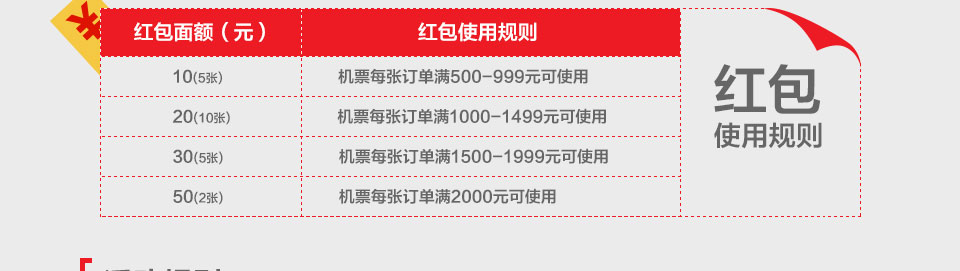 ¥
红包面额（元） 红包使用规则
10(5张) 机票每张订单满500-999元可使用
20(10张) 机票每张订单满1000-1499元可使用
30(5张) 机票每张订单满1500-1999元可使用
50(2张) 机票每张订单满2000元可使用
红包
使用规则